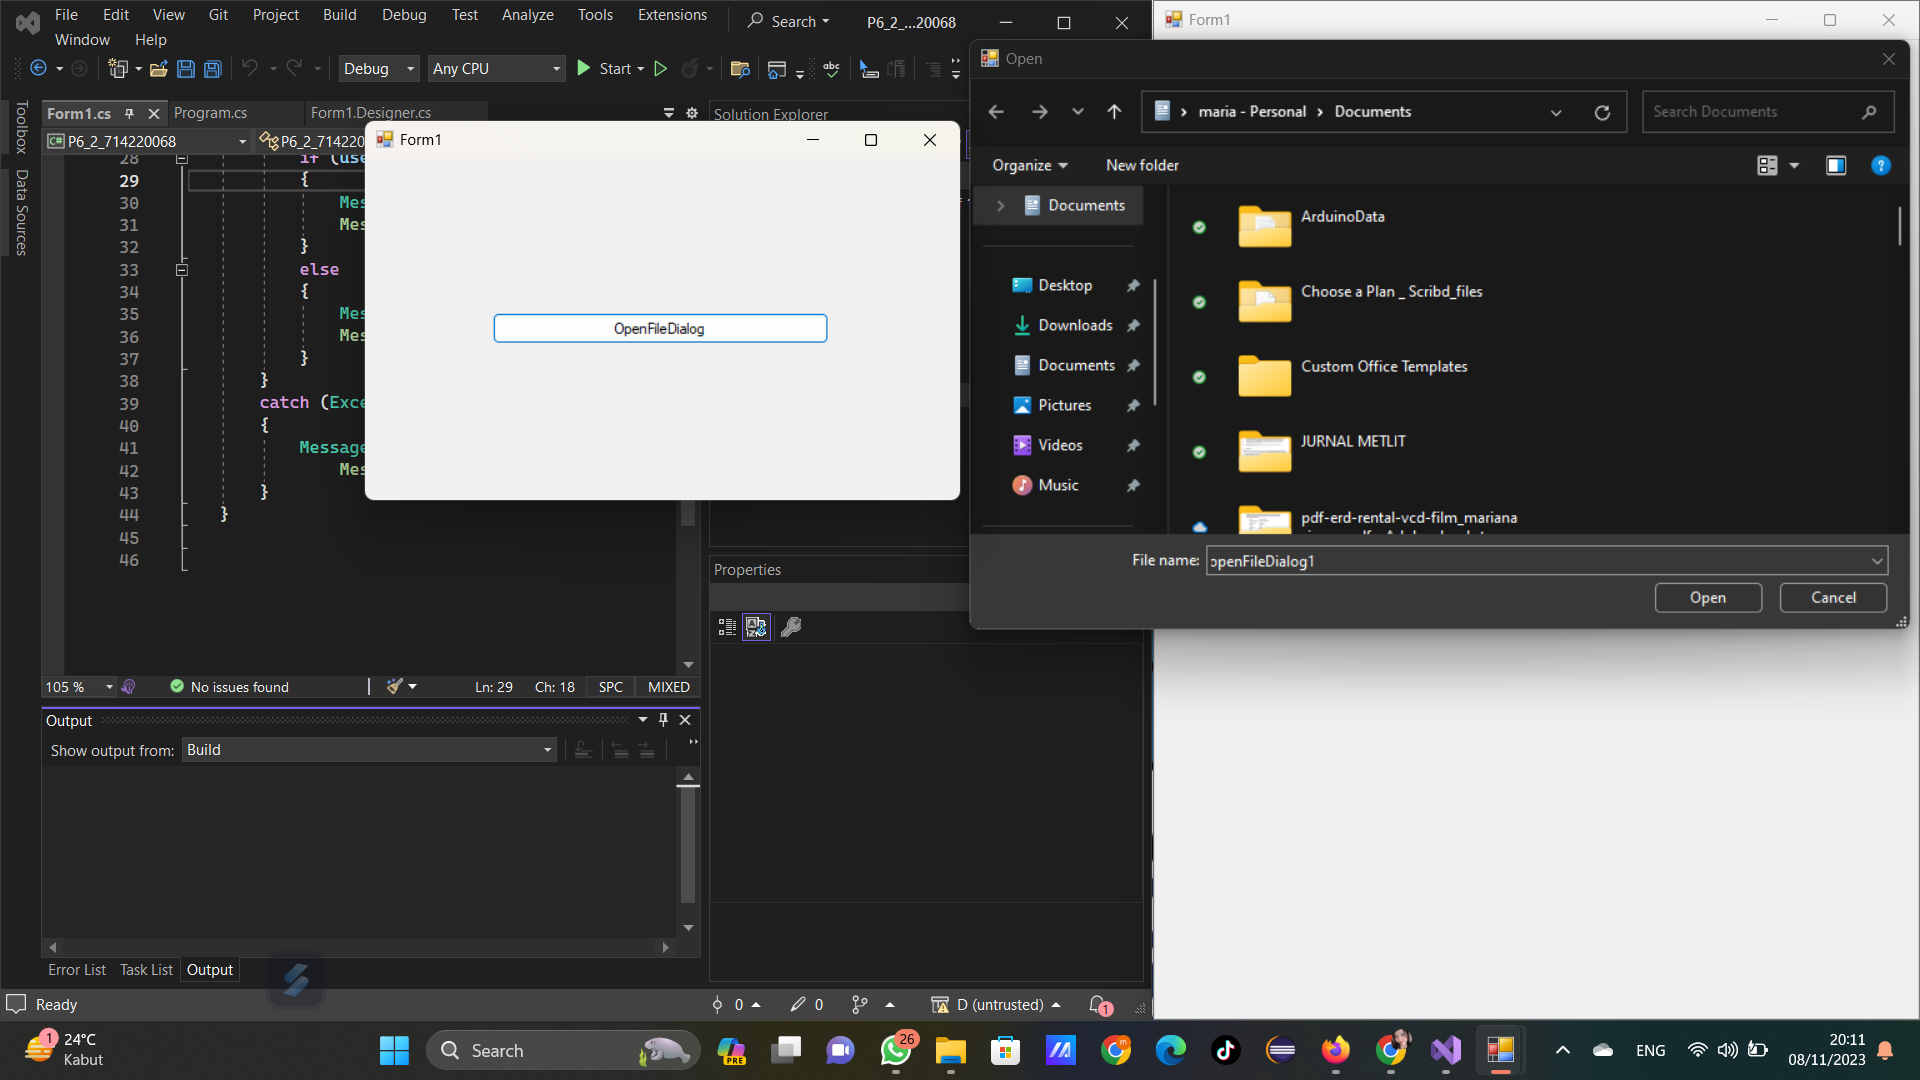 File Edit View Git Project Build Debug Test Analyze Tools Extensions Search P6_2_...20068
Window Help
Debug Any CPU Start
Toolbox
Data Sources
Form1.cs Program.cs Form1.Designer.cs
P6_2_714220068 P6_2_71422
28 if (use
29 {
30 Mes
31 Mes
32 }
33 else
34 {
35 Mes
36 Mes
37 }
38 }
39 catch (Exce
40 {
41 Message
42 Mes
43 }
44 }
45
46
105 % No issues found Ln: 29 Ch: 18 SPC MIXED
Output
Show output from: Build
Error List Task List Output
Ready 0 0 D (untrusted) 1
Solution Explorer
Properties
Form1
OpenFileDialog
Form1
Open
maria - Personal Documents Search Documents
Organize New folder
Documents
Desktop
Downloads
Documents
Pictures
Videos
Music
ArduinoData
Choose a Plan _ Scribd_files
Custom Office Templates
JURNAL METLIT
pdf-erd-rental-vcd-film_mariana
File name: openFileDialog1
Open Cancel
1 24°C
Kabut
Search
PRE
26
m
ENG
20:11
08/11/2023